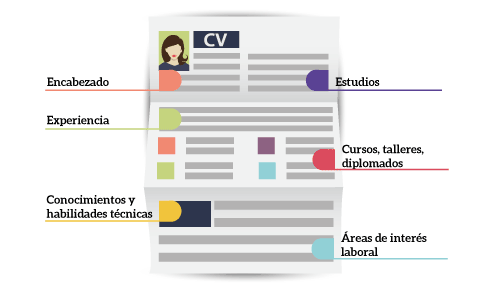 CV
Encabezado
Estudios
Experiencia
Cursos, talleres,
diplomados
Conocimientos y
habilidades técnicas
Áreas de interés
laboral